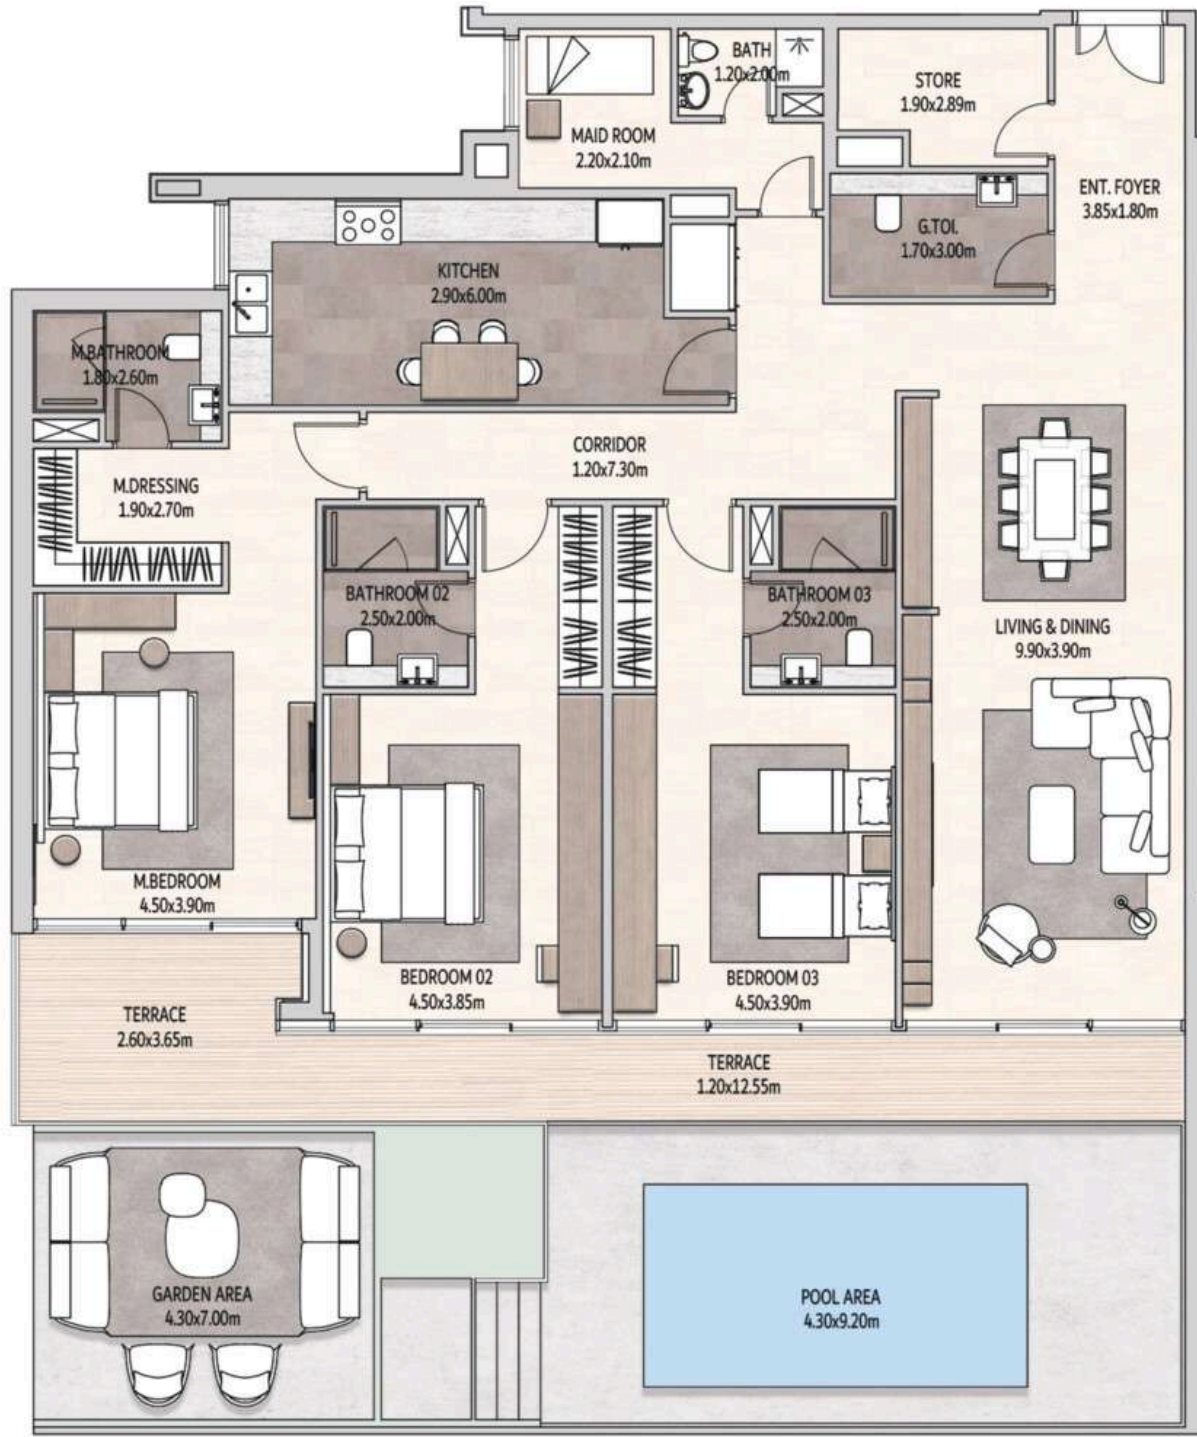 BATH
1.20x2.00m
STORE
1.90x2.89m
MAID ROOM
2.20x2.10m
ENT. FOYER
3.85x1.80m
G.TOI.
1.70x3.00m
KITCHEN
2.90x6.00m
M.BATHROOM
1.80x2.60m
CORRIDOR
1.20x7.30m
M.DRESSING
1.90x2.70m
BATHROOM 02
2.50x2.00m
BATHROOM 03
2.50x2.00m
LIVING & DINING
9.90x3.90m
M.BEDROOM
4.50x3.90m
BEDROOM 02
4.50x3.85m
BEDROOM 03
4.50x3.90m
TERRACE
2.60x3.65m
TERRACE
1.20x12.55m
GARDEN AREA
4.30x7.00m
POOL AREA
4.30x9.20m